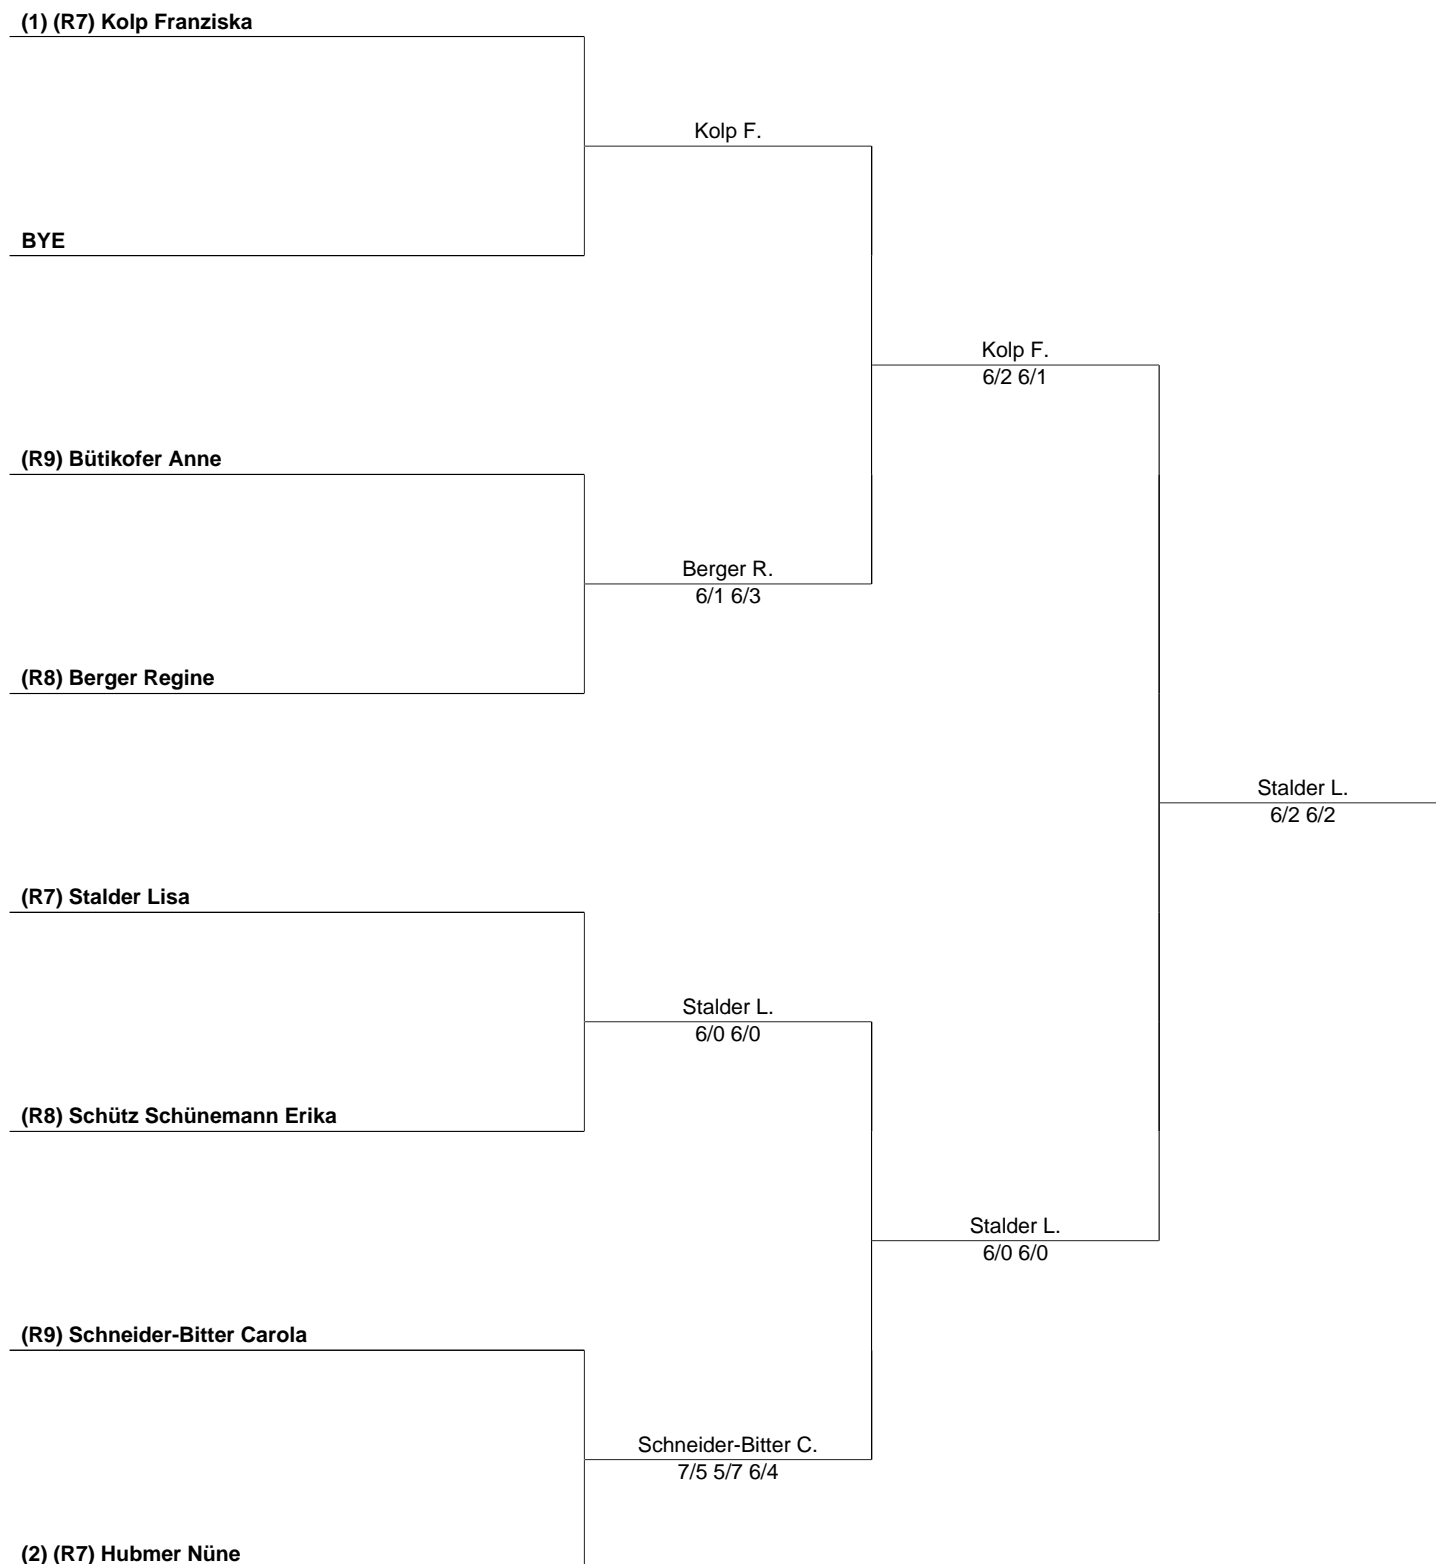 (1) (R7) Kolp Franziska
Kolp F.
BYE
Kolp F.
6/2 6/1
(R9) Bütikofer Anne
Berger R.
6/1 6/3
(R8) Berger Regine
Stalder L.
6/2 6/2
(R7) Stalder Lisa
Stalder L.
6/0 6/0
(R8) Schütz Schünemann Erika
Stalder L.
6/0 6/0
(R9) Schneider-Bitter Carola
Schneider-Bitter C.
7/5 5/7 6/4
(2) (R7) Hubmer Nüne